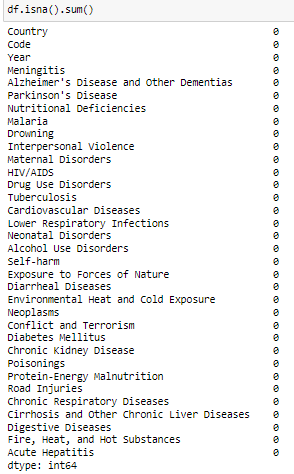 df.isna().sum()
Country 0
Code 0
Year 0
Meningitis 0
Alzheimer's Disease and Other Dementias 0
Parkinson's Disease 0
Nutritional Deficiencies 0
Malaria 0
Drowning 0
Interpersonal Violence 0
Maternal Disorders 0
HIV/AIDS 0
Drug Use Disorders 0
Tuberculosis 0
Cardiovascular Diseases 0
Lower Respiratory Infections 0
Neonatal Disorders 0
Alcohol Use Disorders 0
Self-harm 0
Exposure to Forces of Nature 0
Diarrheal Diseases 0
Environmental Heat and Cold Exposure 0
Neoplasms 0
Conflict and Terrorism 0
Diabetes Mellitus 0
Chronic Kidney Disease 0
Poisonings 0
Protein-Energy Malnutrition 0
Road Injuries 0
Chronic Respiratory Diseases 0
Cirrhosis and Other Chronic Liver Diseases 0
Digestive Diseases 0
Fire, Heat, and Hot Substances 0
Acute Hepatitis 0
dtype: int64